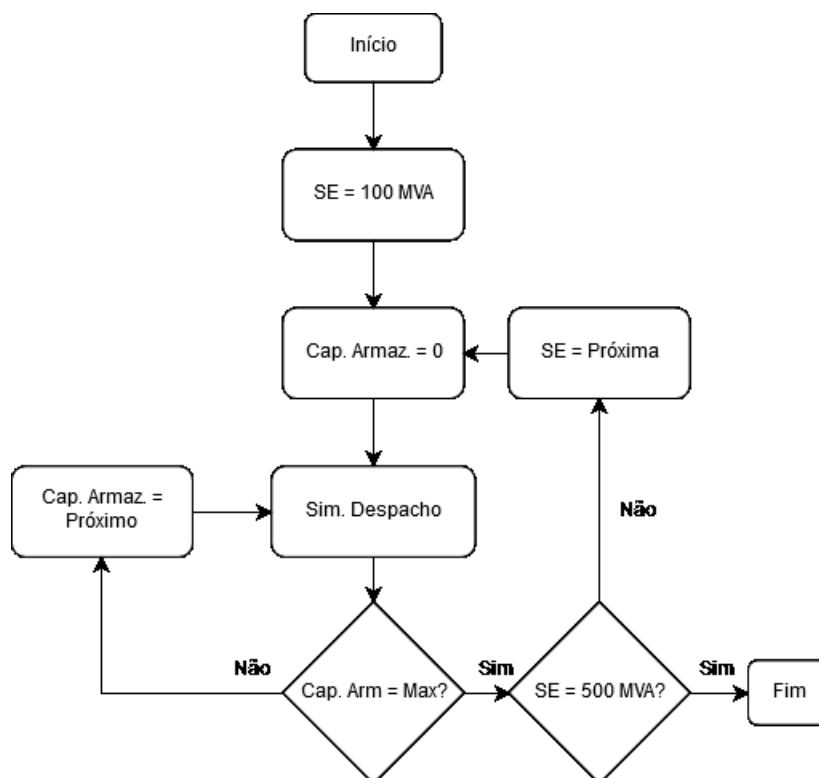 Início
SE = 100 MVA
Cap. Armaz. = 0
SE = Próxima
Cap. Armaz. =
Próximo
Sim. Despacho
Não
Não
Cap. Arm = Max?
Sim
SE = 500 MVA?
Sim
Fim